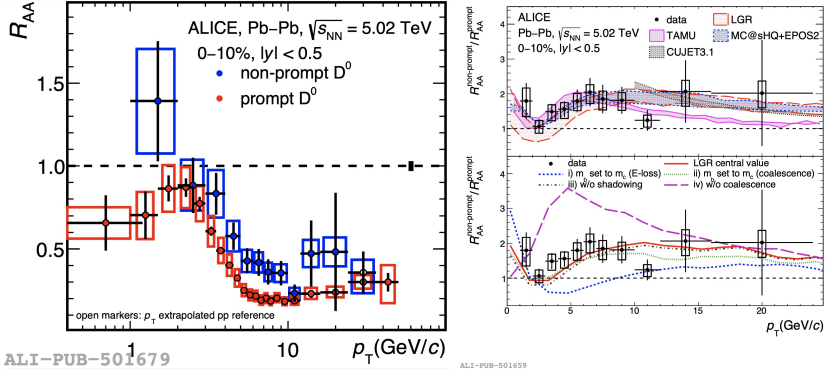 R_AA
ALICE, Pb−Pb, √s_NN = 5.02 TeV
0−10%, |y| < 0.5
non-prompt D⁰
prompt D⁰
1.5
1.0
0.5
open markers: p_T extrapolated pp reference
1
10
p_T (GeV/c)
ALI-PUB-501679
R_AA^non-prompt / R_AA^prompt
ALICE
Pb−Pb, √s_NN = 5.02 TeV
0−10%, |y| < 0.5
data
LGR
TAMU
MC@sHQ+EPOS2
CUJET3.1
4
3
2
1
R_AA^non-prompt / R_AA^prompt
data
LGR central value
i) m_b set to m_c (E-loss)
ii) m_b set to m_c (coalescence)
iii) w/o shadowing
iv) w/o coalescence
3
2
1
0
0
5
10
15
20
p_T (GeV/c)
ALI-PUB-501659